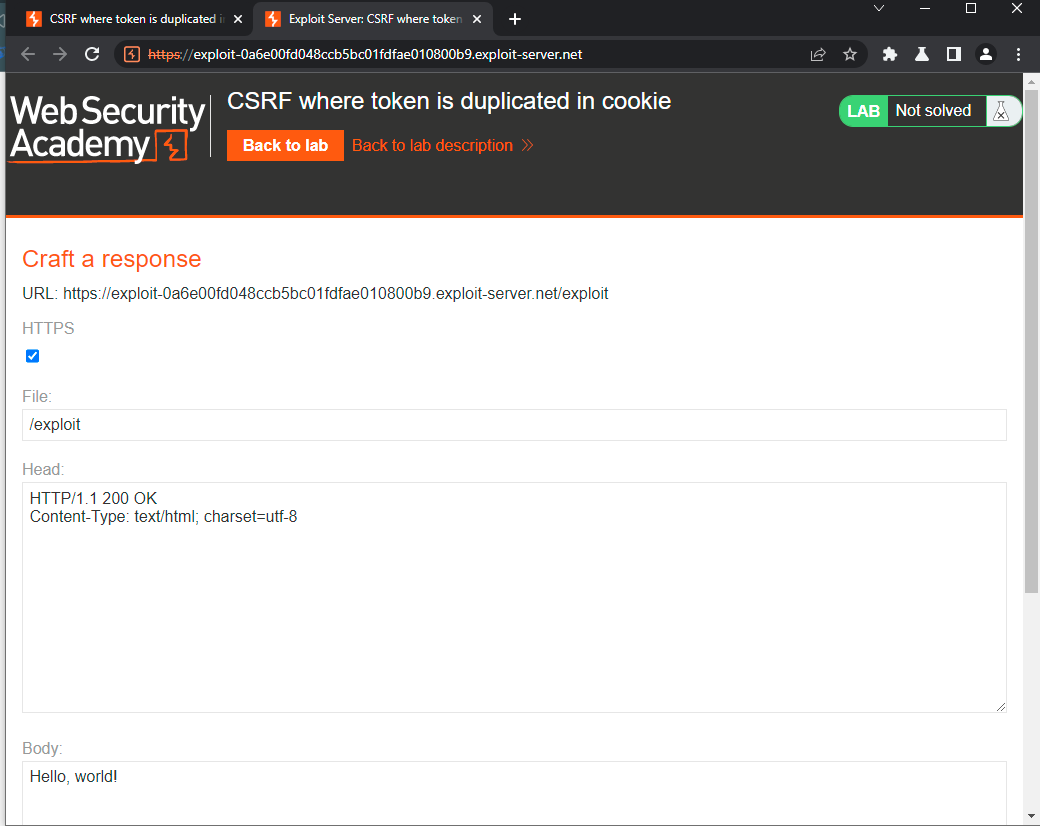 CSRF where token is duplicated i
Exploit Server: CSRF where token
https://exploit-0a6e00fd048ccb5bc01fdfae010800b9.exploit-server.net
Web Security
Academy
CSRF where token is duplicated in cookie
Back to lab
Back to lab description
LAB
Not solved
Craft a response
URL: https://exploit-0a6e00fd048ccb5bc01fdfae010800b9.exploit-server.net/exploit
HTTPS
File:
/exploit
Head:
HTTP/1.1 200 OK
Content-Type: text/html; charset=utf-8
Body:
Hello, world!